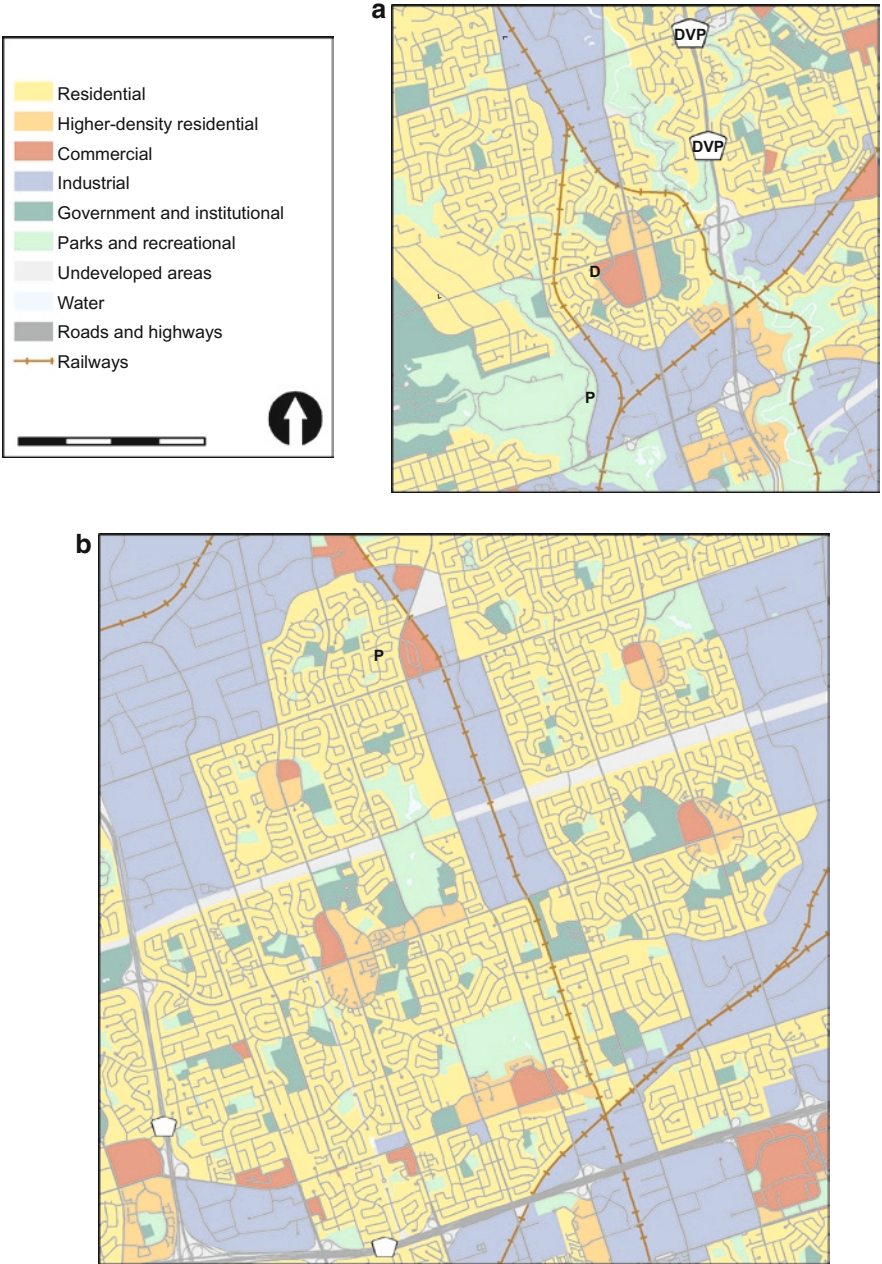 a
DVP
DVP
D
P
Residential
Higher-density residential
Commercial
Industrial
Government and institutional
Parks and recreational
Undeveloped areas
Water
Roads and highways
Railways
b
P